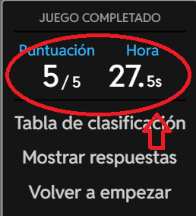 JUEGO COMPLETADO
Puntuación Hora
5/5 27.5s
Tabla de clasificación
Mostrar respuestas
Volver a empezar